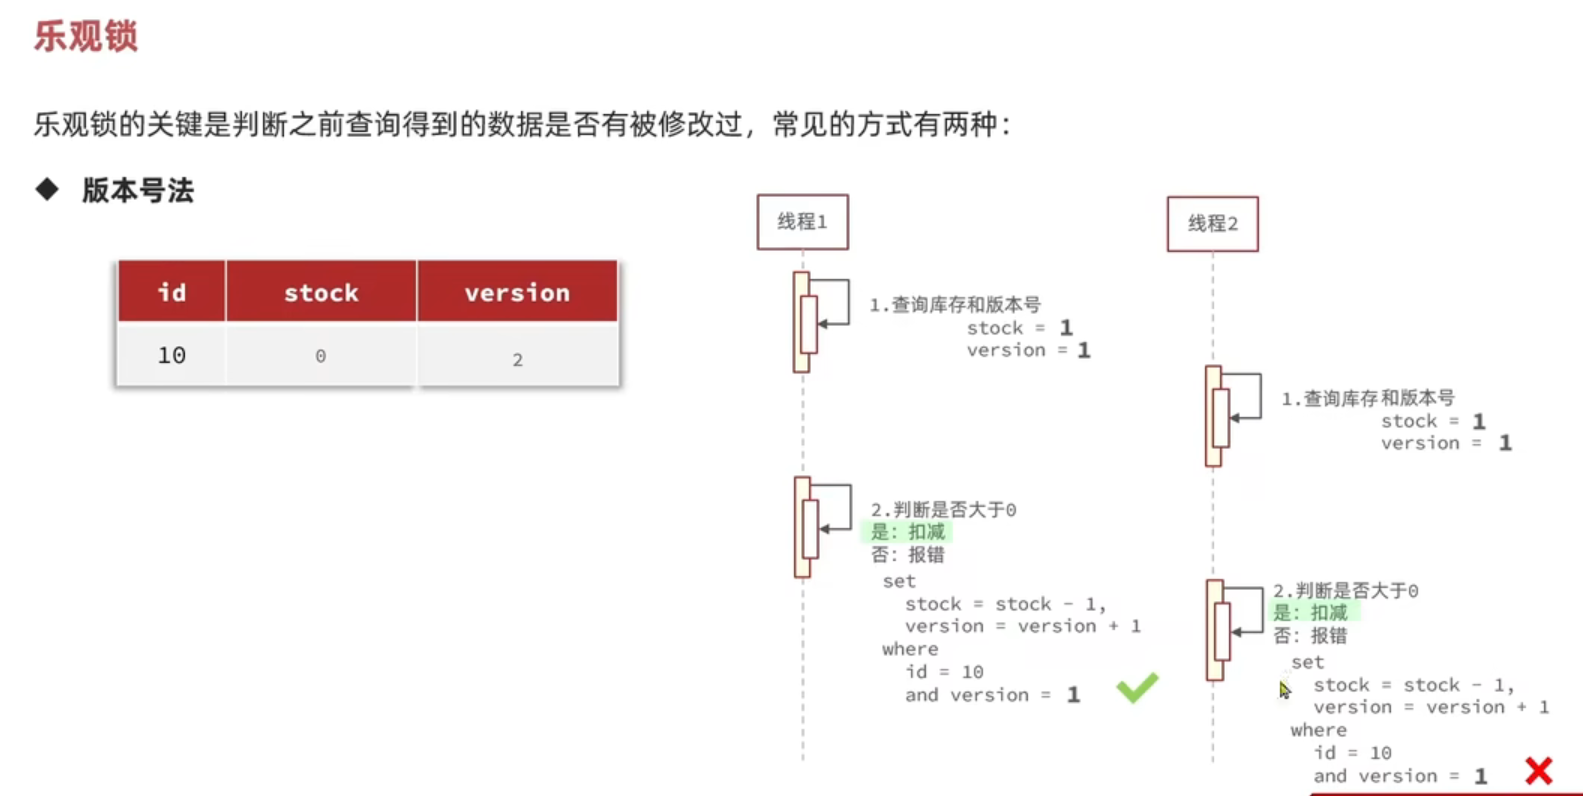 乐观锁
乐观锁的关键是判断之前查询得到的数据是否有被修改过，常见的方式有两种：
◆ 版本号法
id stock version
10 0 2
线程1
1.查询库存和版本号
stock = 1
version = 1
2.判断是否大于0
是：扣减
否：报错
set
stock = stock - 1,
version = version + 1
where
id = 10
and version = 1
线程2
1.查询库存和版本号
stock = 1
version = 1
2.判断是否大于0
是：扣减
否：报错
set
stock = stock - 1,
version = version + 1
where
id = 10
and version = 1